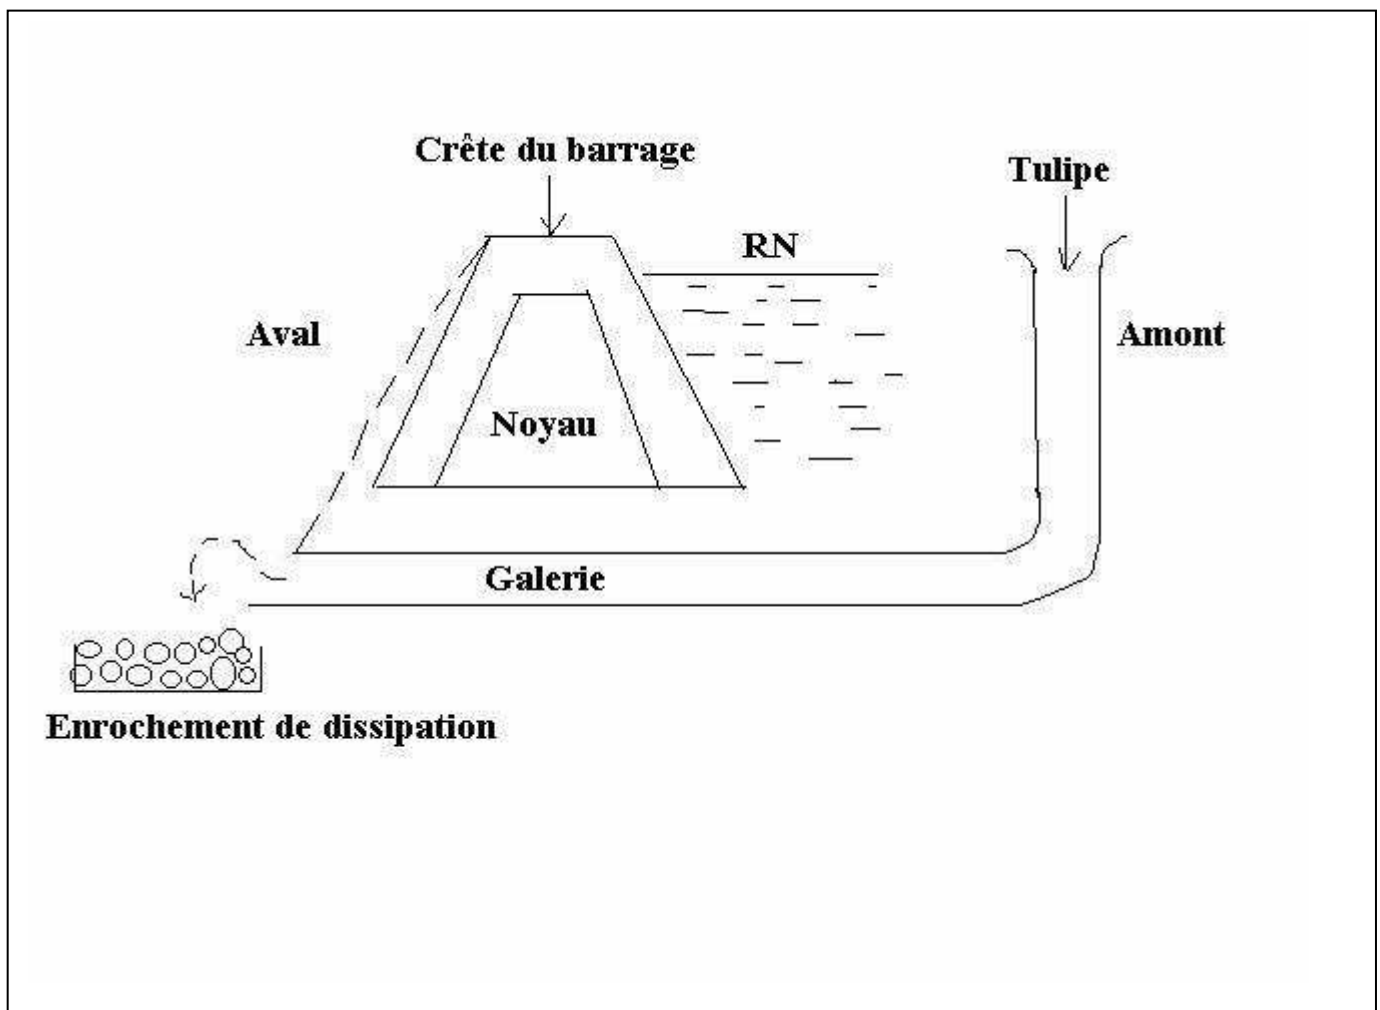 Crête du barrage
Tulipe
RN
Aval
Amont
Noyau
Galerie
Enrochement de dissipation